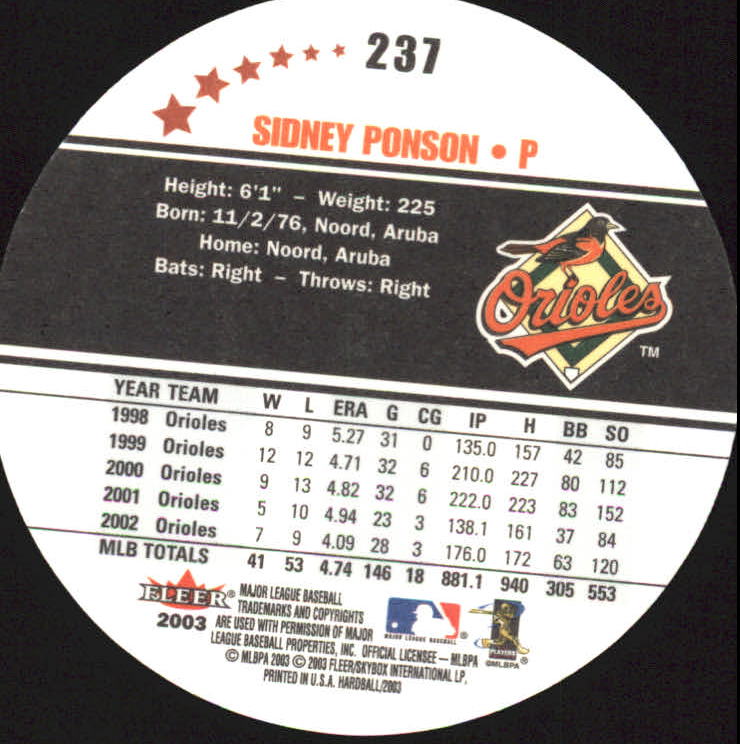 237
SIDNEY PONSON • P
Height: 6'1" – Weight: 225
Born: 11/2/76, Noord, Aruba
Home: Noord, Aruba
Bats: Right – Throws: Right
Orioles
TM
YEAR TEAM W L ERA G CG IP H BB SO
1998 Orioles 8 9 5.27 31 0 135.0 157 42 85
1999 Orioles 12 12 4.71 32 6 210.0 227 80 112
2000 Orioles 9 13 4.82 32 6 222.0 223 83 152
2001 Orioles 5 10 4.94 23 3 138.1 161 37 84
2002 Orioles 7 9 4.09 28 3 176.0 172 63 120
MLB TOTALS 41 53 4.74 146 18 881.1 940 305 553
FLEER®
2003
MAJOR LEAGUE BASEBALL
TRADEMARKS AND COPYRIGHTS
ARE USED WITH PERMISSION OF MAJOR
LEAGUE BASEBALL PROPERTIES, INC. OFFICIAL LICENSEE – MLBPA
© MLBPA 2003 © 2003 FLEER/SKYBOX INTERNATIONAL LP,
PRINTED IN U.S.A. HARDBALL/2003
MAJOR LEAGUE BASEBALL®
PLAYERS
©MLBPA®